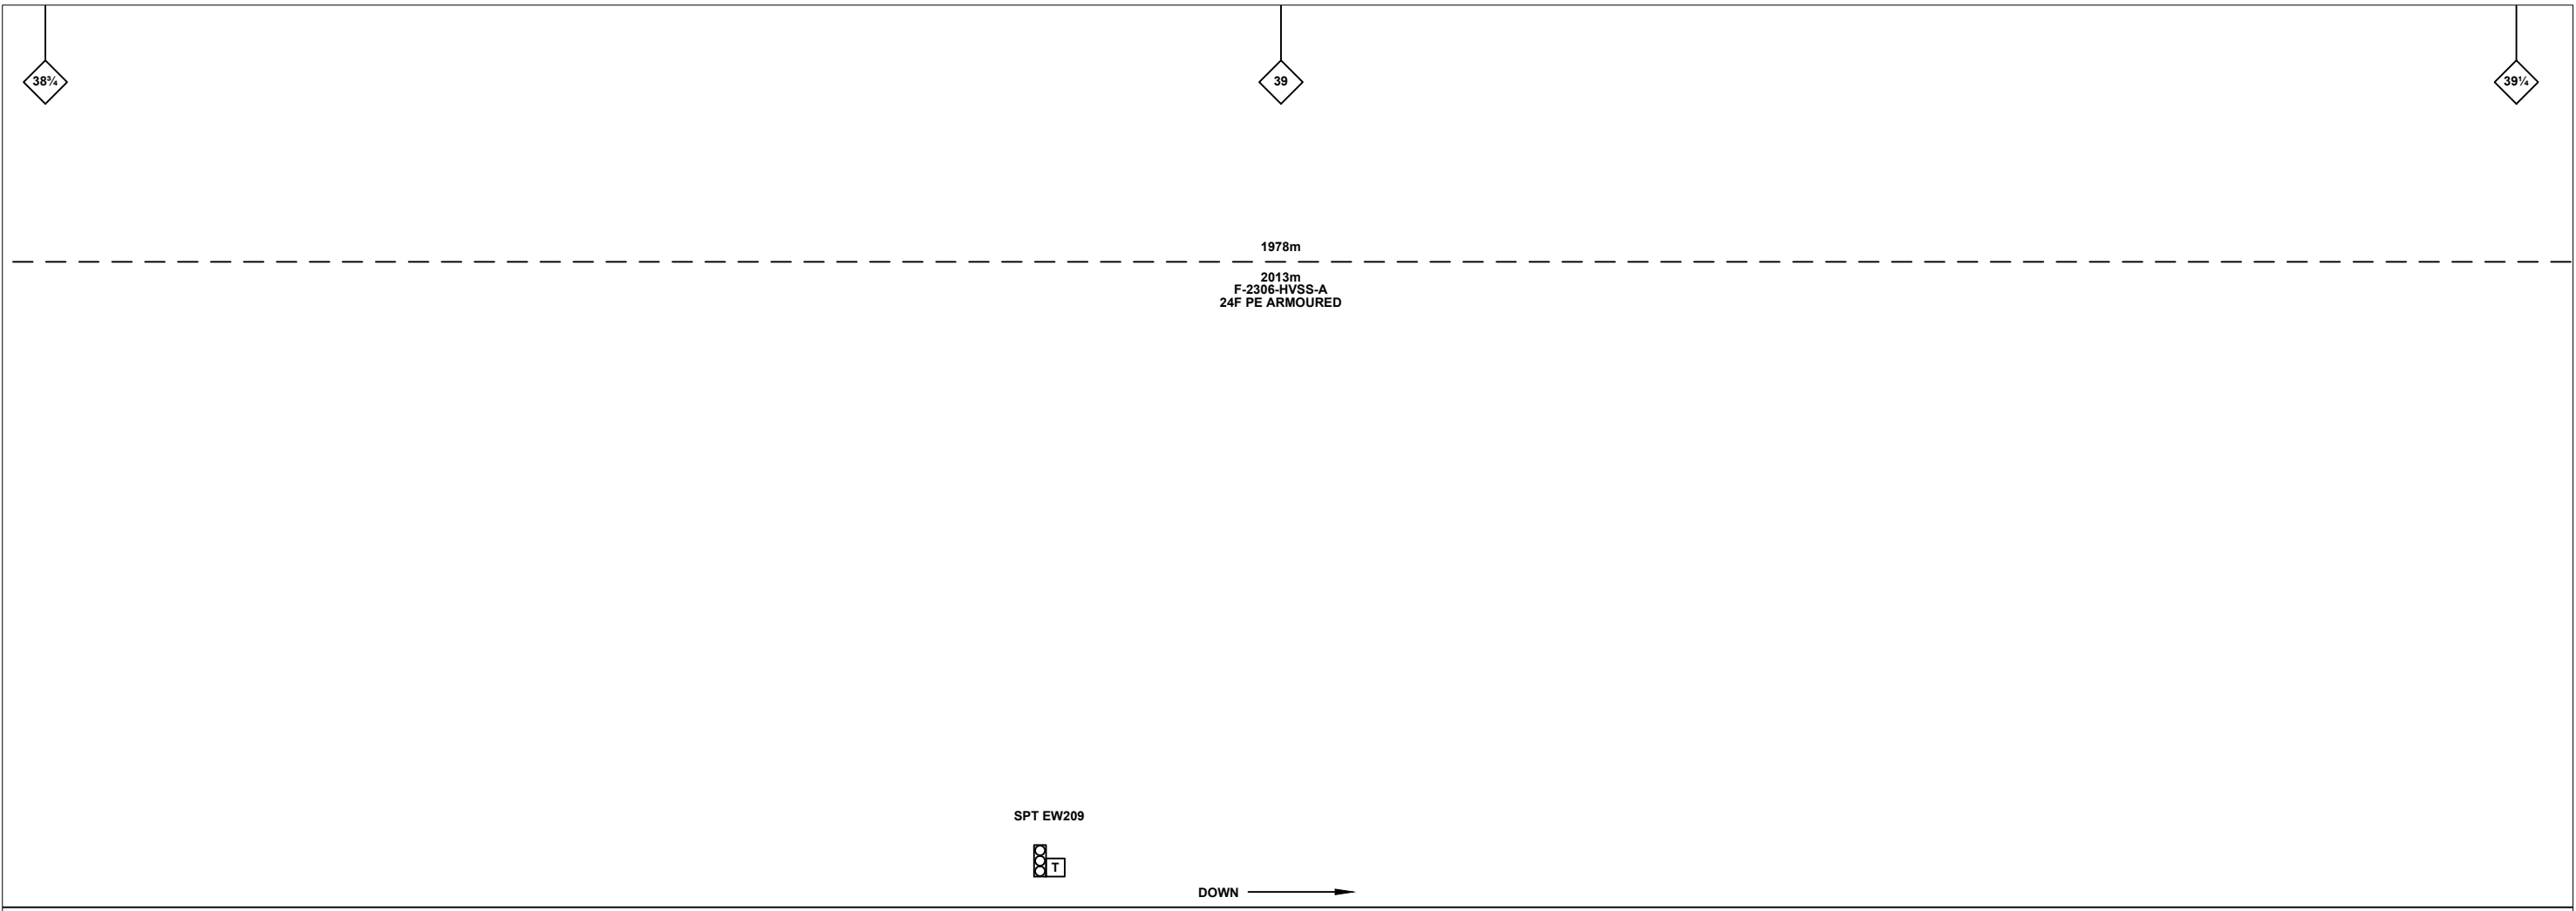 38¾
39
39¼
1978m
2013m
F-2306-HVSS-A
24F PE ARMOURED
SPT EW209
T
DOWN